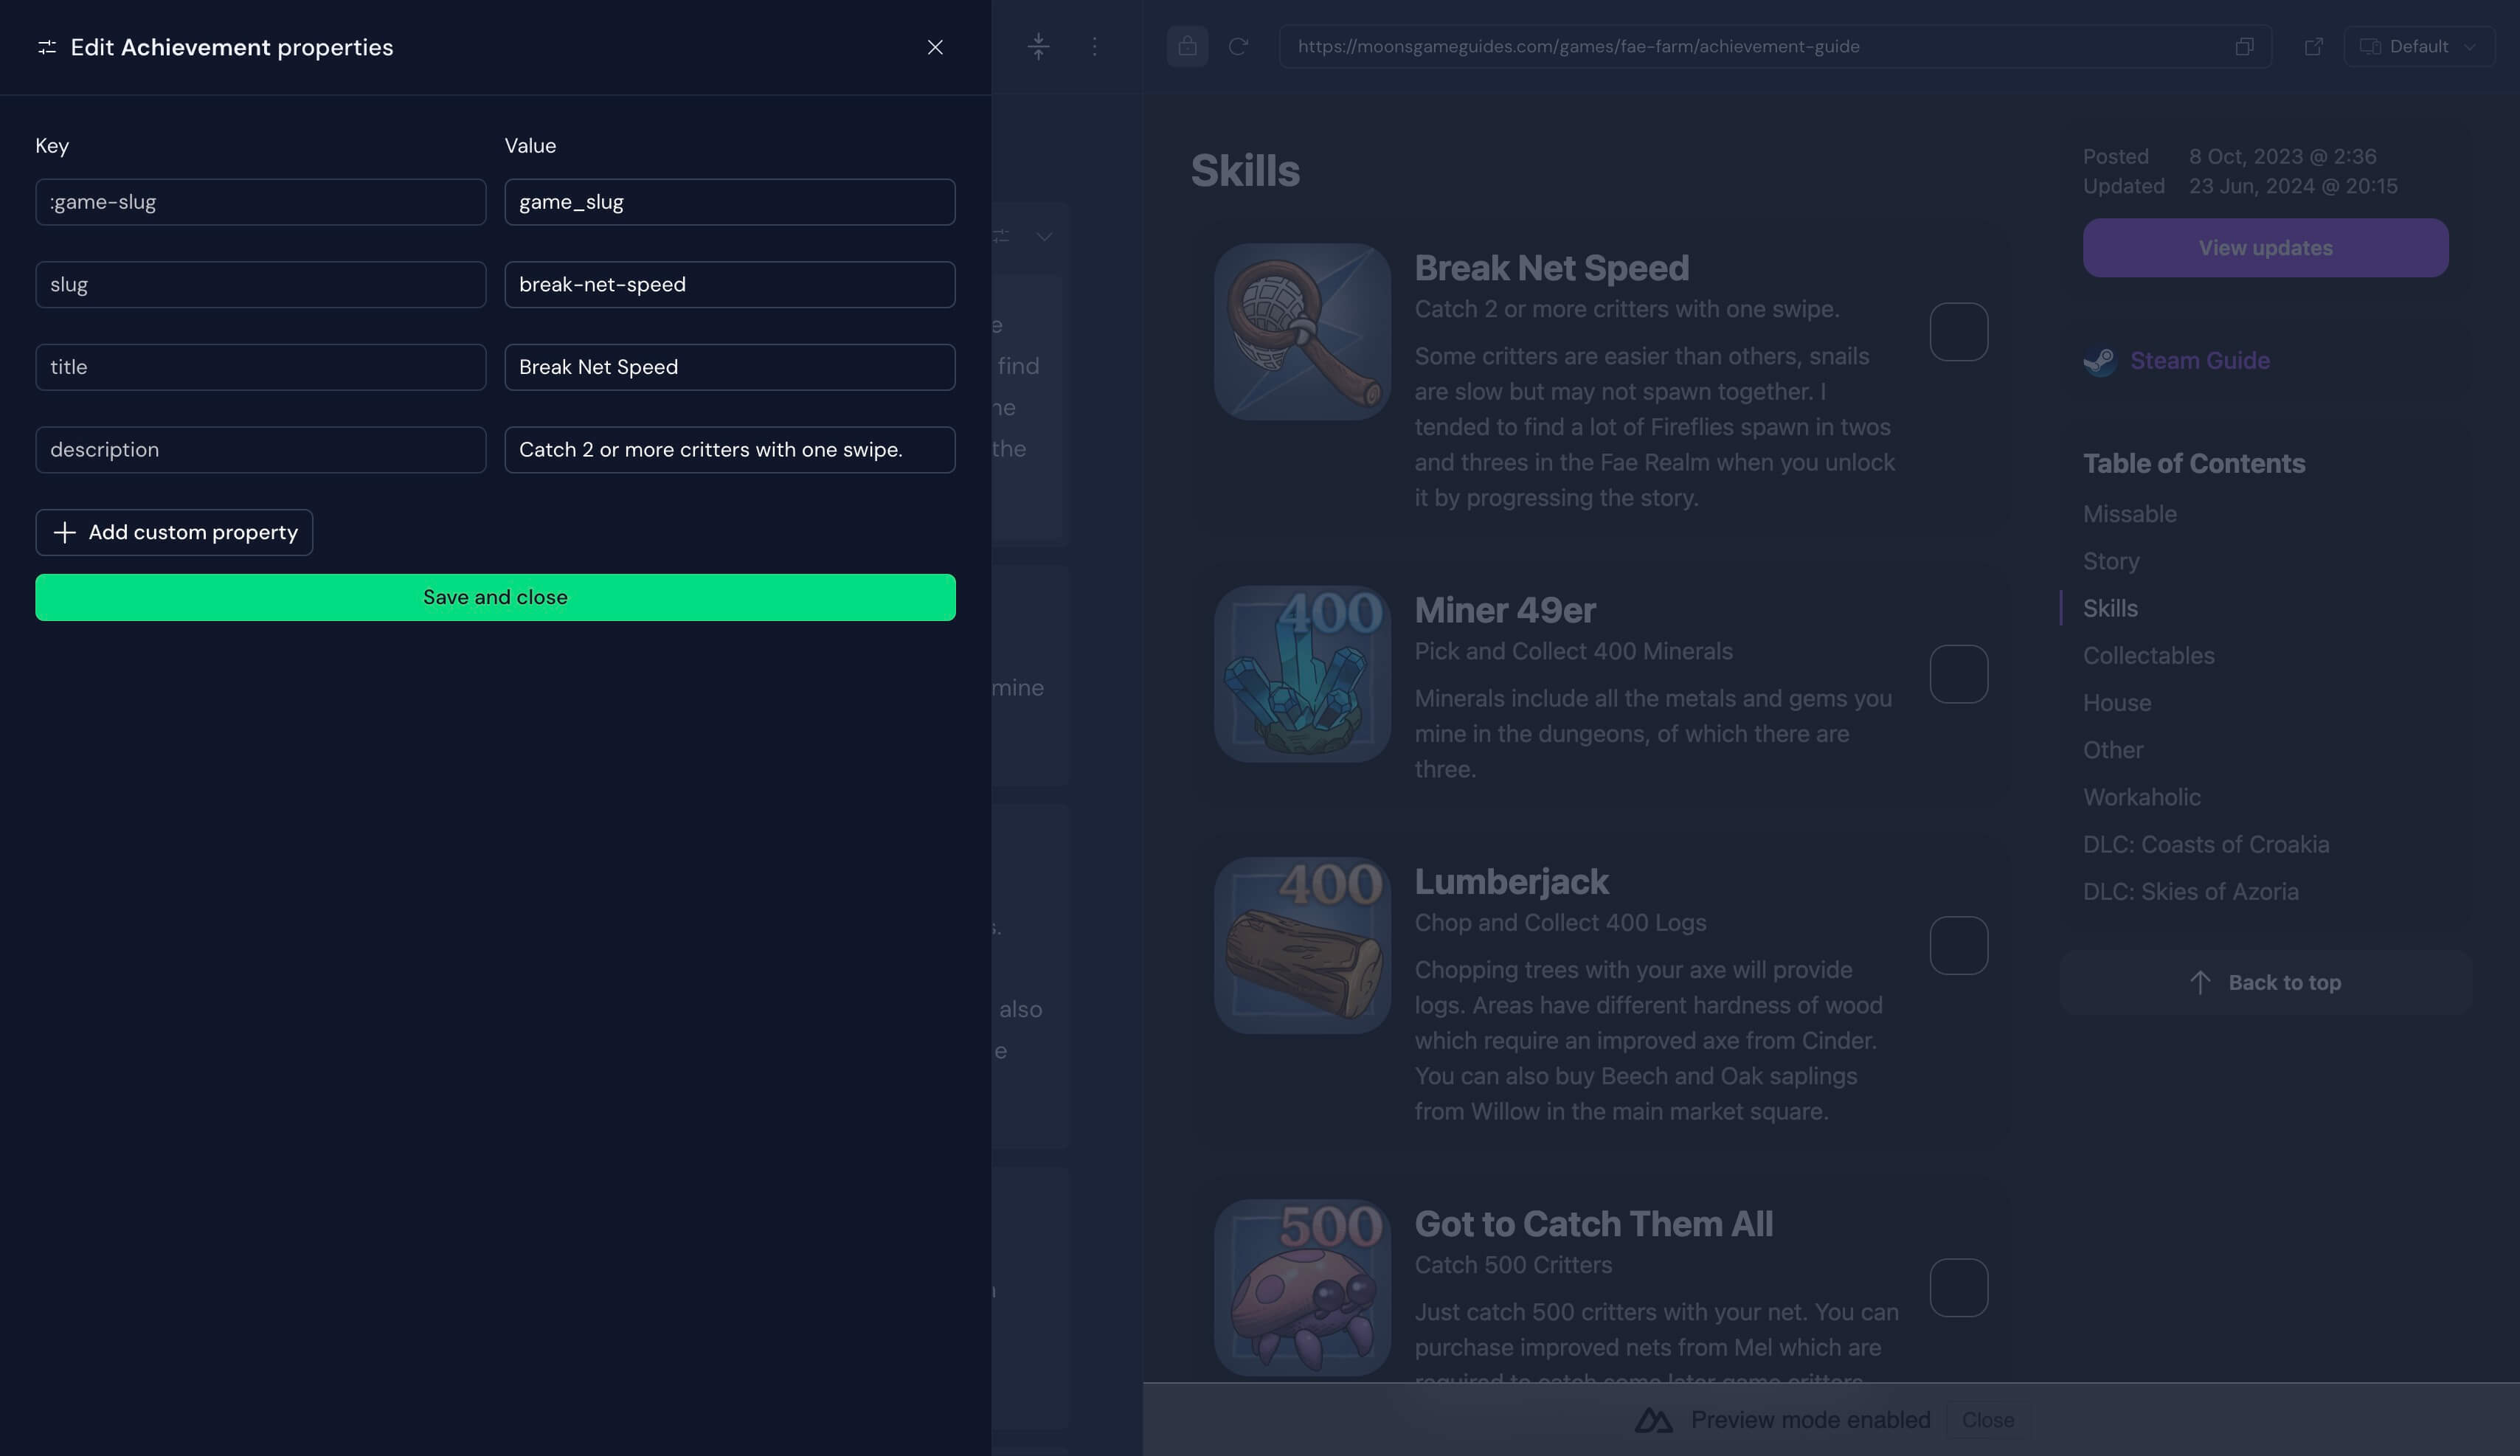 Edit Achievement properties
Key
Value
:game-slug
game_slug
slug
break-net-speed
title
Break Net Speed
description
Catch 2 or more critters with one swipe.
Add custom property
Save and close
find
the
mine
also
https://moonsgameguides.com/games/fae-farm/achievement-guide
Default
Skills
Break Net Speed
Catch 2 or more critters with one swipe.
Some critters are easier than others, snails
are slow but may not spawn together. I
tended to find a lot of Fireflies spawn in twos
and threes in the Fae Realm when you unlock
it by progressing the story.
400
Miner 49er
Pick and Collect 400 Minerals
Minerals include all the metals and gems you
mine in the dungeons, of which there are
three.
400
Lumberjack
Chop and Collect 400 Logs
Chopping trees with your axe will provide
logs. Areas have different hardness of wood
which require an improved axe from Cinder.
You can also buy Beech and Oak saplings
from Willow in the main market square.
500
Got to Catch Them All
Catch 500 Critters
Just catch 500 critters with your net. You can
purchase improved nets from Mel which are
required to catch some later game critters
Posted 8 Oct, 2023 @ 2:36
Updated 23 Jun, 2024 @ 20:15
View updates
Steam Guide
Table of Contents
Missable
Story
Skills
Collectables
House
Other
Workaholic
DLC: Coasts of Croakia
DLC: Skies of Azoria
Back to top
Preview mode enabled
Close